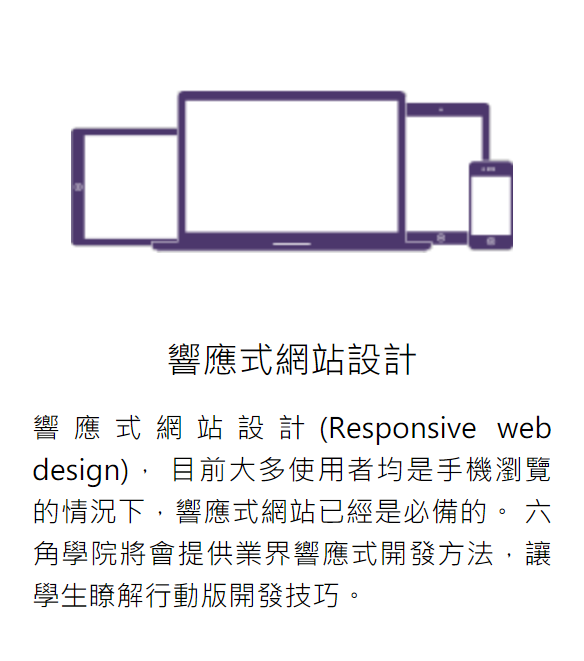 響應式網站設計
響應式網站設計(Responsive web
design)， 目前大多使用者均是手機瀏覽
的情況下，響應式網站已經是必備的。 六
角學院將會提供業界響應式開發方法，讓
學生瞭解行動版開發技巧。